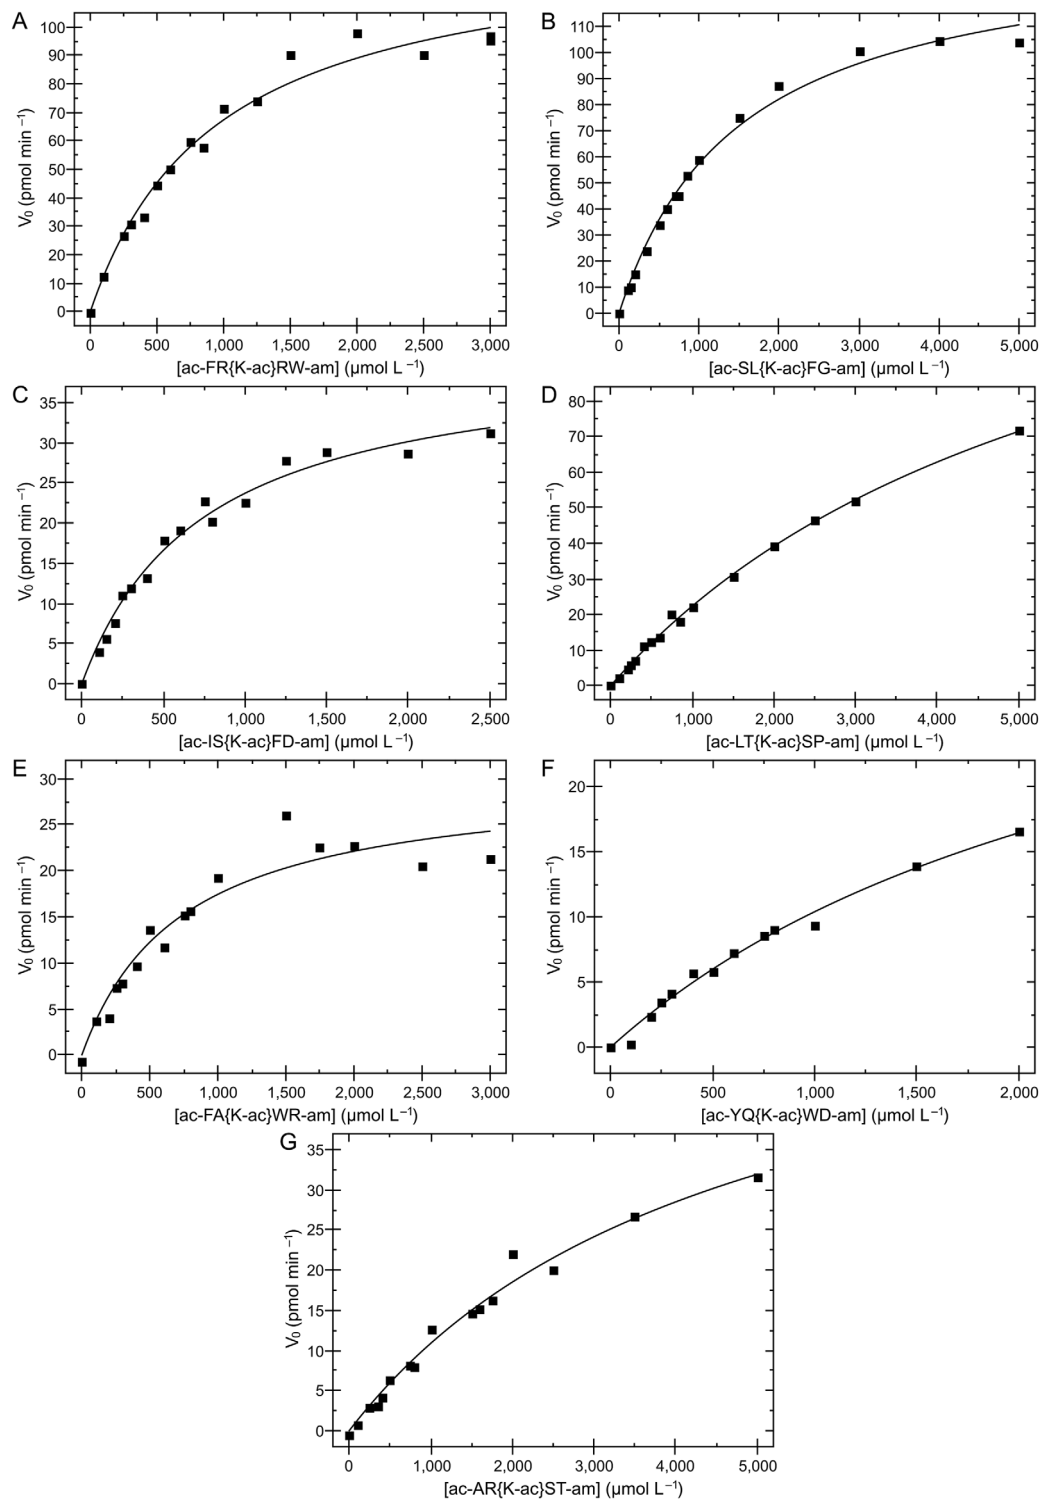 A
100
90
80
70
60
50
40
30
20
10
0
V₀ (pmol min ⁻¹)
0 500 1,000 1,500 2,000 2,500 3,000
[ac-FR{K-ac}RW-am] (µmol L ⁻¹)
B
110
100
90
80
70
60
50
40
30
20
10
0
V₀ (pmol min ⁻¹)
0 1,000 2,000 3,000 4,000 5,000
[ac-SL{K-ac}FG-am] (µmol L ⁻¹)
C
35
30
25
20
15
10
5
0
V₀ (pmol min ⁻¹)
0 500 1,000 1,500 2,000 2,500
[ac-IS{K-ac}FD-am] (µmol L ⁻¹)
D
80
70
60
50
40
30
20
10
0
V₀ (pmol min ⁻¹)
0 1,000 2,000 3,000 4,000 5,000
[ac-LT{K-ac}SP-am] (µmol L ⁻¹)
E
30
25
20
15
10
5
0
V₀ (pmol min ⁻¹)
0 500 1,000 1,500 2,000 2,500 3,000
[ac-FA{K-ac}WR-am] (µmol L ⁻¹)
F
20
15
10
5
0
V₀ (pmol min ⁻¹)
0 500 1,000 1,500 2,000
[ac-YQ{K-ac}WD-am] (µmol L ⁻¹)
G
35
30
25
20
15
10
5
0
V₀ (pmol min ⁻¹)
0 1,000 2,000 3,000 4,000 5,000
[ac-AR{K-ac}ST-am] (µmol L ⁻¹)